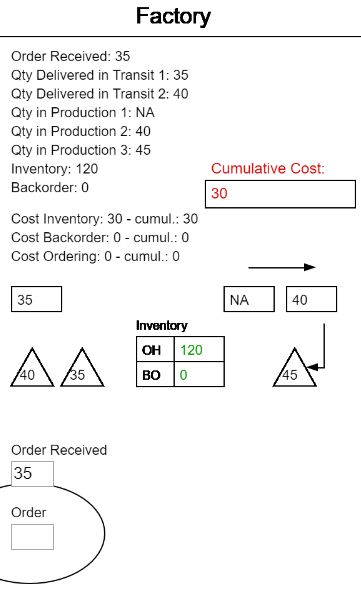 Factory
Order Received: 35
Qty Delivered in Transit 1: 35
Qty Delivered in Transit 2: 40
Qty in Production 1: NA
Qty in Production 2: 40
Qty in Production 3: 45
Inventory: 120
Cumulative Cost:
Backorder: 0
30
Cost Inventory: 30 - cumul.: 30
Cost Backorder: 0 - cumul.: 0
Cost Ordering: 0 - cumul.: 0
35
NA
40
Inventory
OH 120
BO 0
40
35
45
Order Received
35
Order